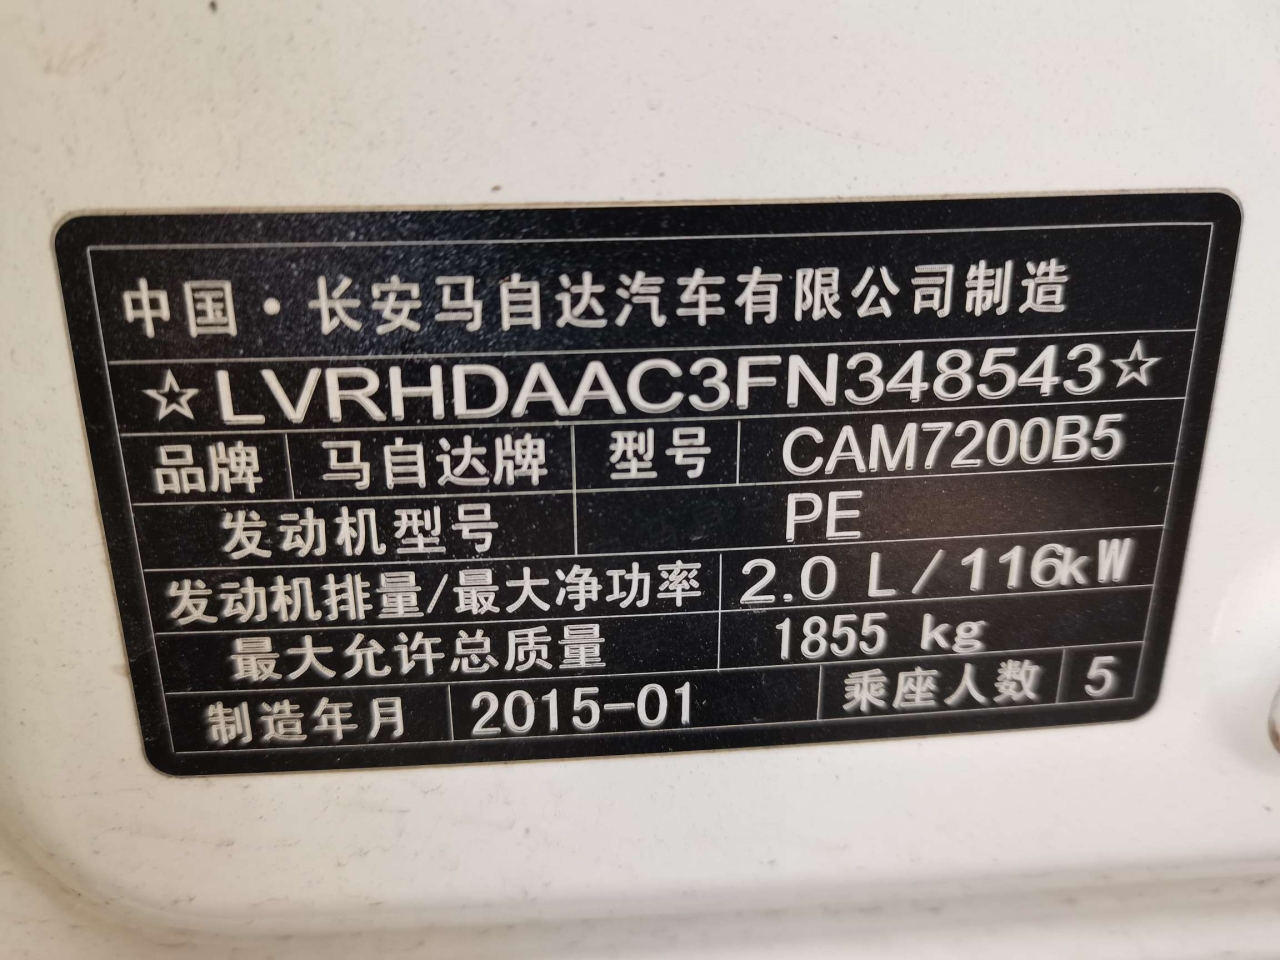 中国·长安马自达汽车有限公司制造
☆LVRHDAAC3FN348543☆
品牌 马自达牌 型号 CAM7200B5
发动机型号 PE
发动机排量/最大净功率 2.0 L/116kW
最大允许总质量 1855 kg
制造年月 2015-01 乘座人数 5